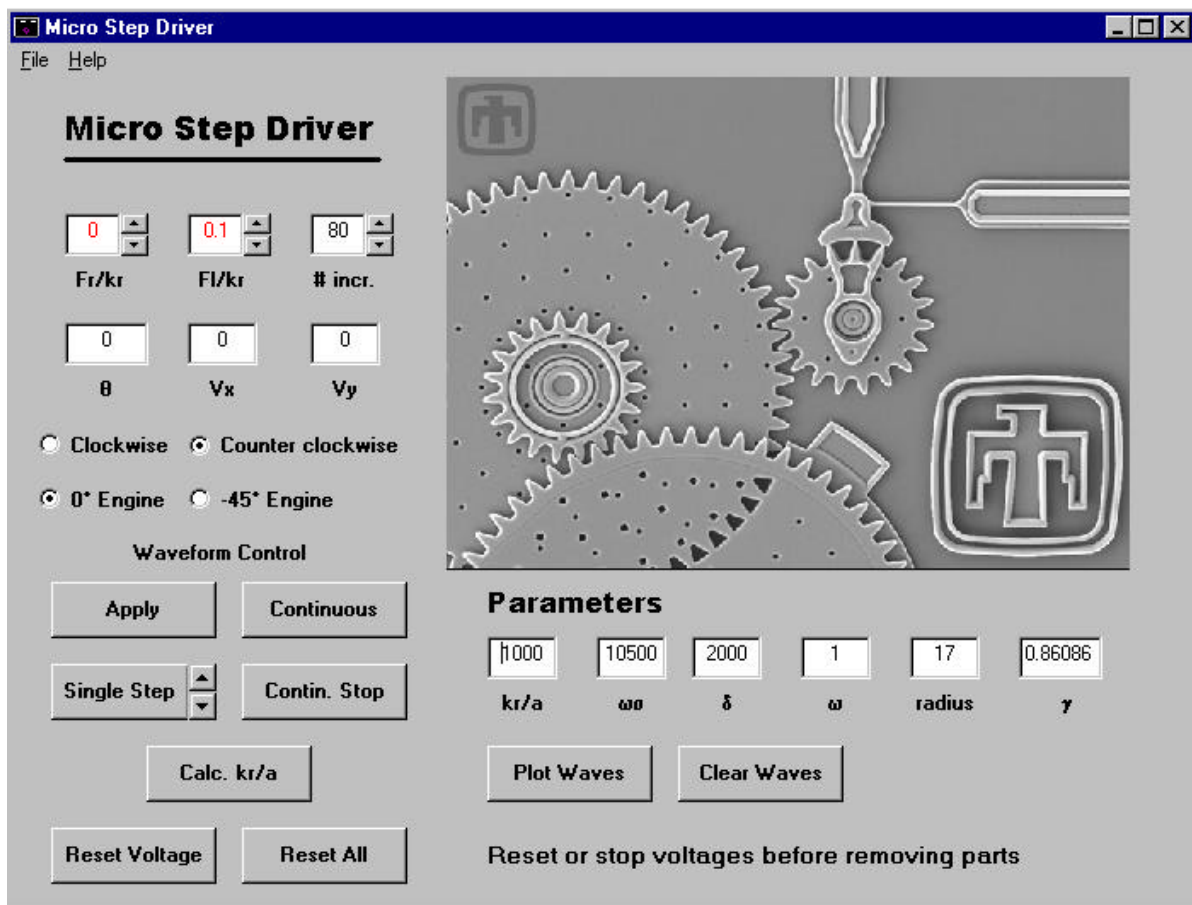 Micro Step Driver
File Help
Micro Step Driver
0 0.1 80
Fr/kr Fl/kr # incr.
0 0 0
θ Vx Vy
Clockwise Counter clockwise
0° Engine -45° Engine
Waveform Control
Apply Continuous
Single Step Contin. Stop
Calc. kr/a
Reset Voltage Reset All
Parameters
1000 10500 2000 1 17 0.86086
kr/a ωo δ ω radius γ
Plot Waves Clear Waves
Reset or stop voltages before removing parts